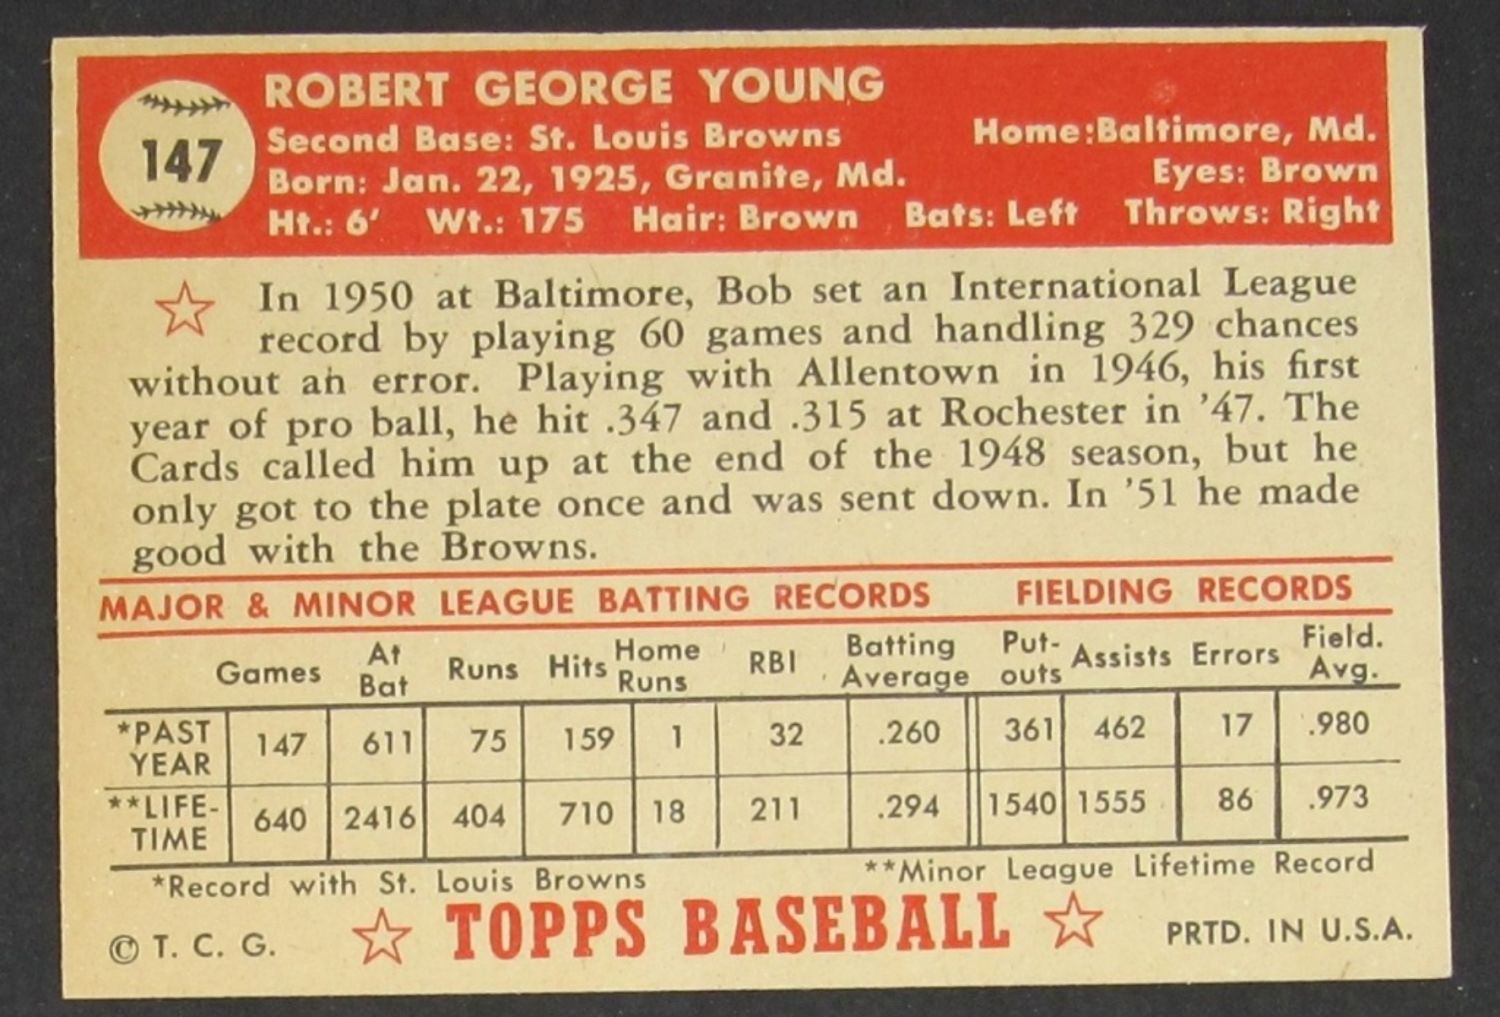 147
ROBERT GEORGE YOUNG
Second Base: St. Louis Browns Home:Baltimore, Md.
Born: Jan. 22, 1925, Granite, Md. Eyes: Brown
Ht.: 6' Wt.: 175 Hair: Brown Bats: Left Throws: Right
In 1950 at Baltimore, Bob set an International League
record by playing 60 games and handling 329 chances
without an error. Playing with Allentown in 1946, his first
year of pro ball, he hit .347 and .315 at Rochester in '47. The
Cards called him up at the end of the 1948 season, but he
only got to the plate once and was sent down. In '51 he made
good with the Browns.
MAJOR & MINOR LEAGUE BATTING RECORDS FIELDING RECORDS
Games At Bat Runs Hits Home Runs RBI Batting Average Put-outs Assists Errors Field. Avg.
*PAST YEAR 147 611 75 159 1 32 .260 361 462 17 .980
**LIFE-TIME 640 2416 404 710 18 211 .294 1540 1555 86 .973
*Record with St. Louis Browns **Minor League Lifetime Record
© T. C. G. TOPPS BASEBALL PRTD. IN U.S.A.